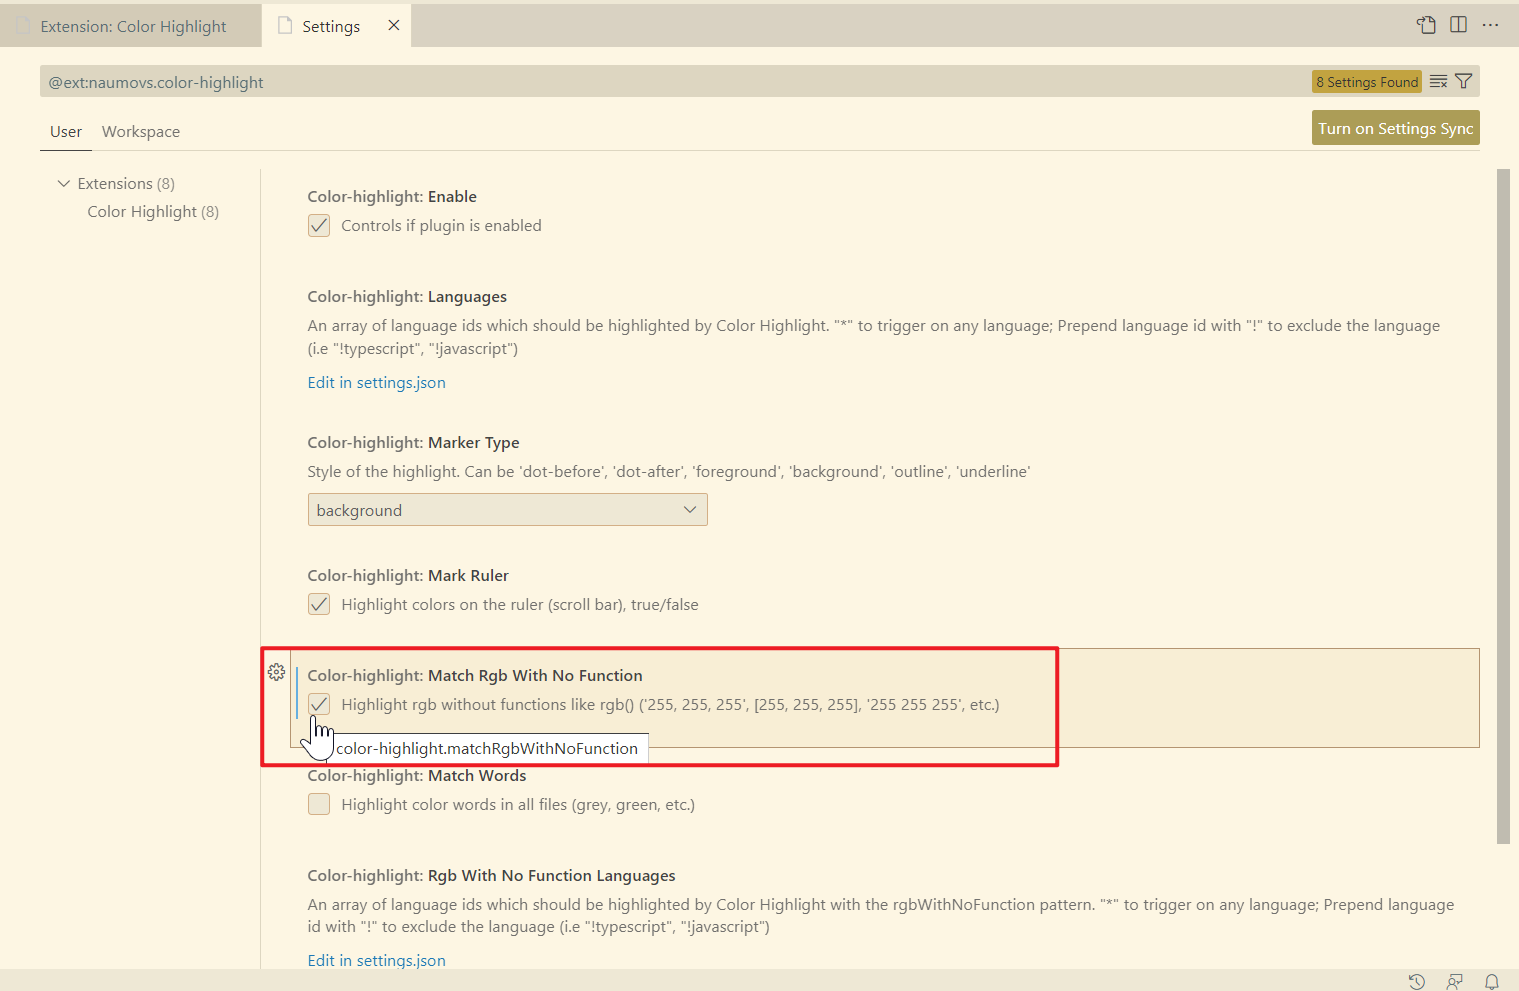 Extension: Color Highlight
Settings
@ext:naumovs.color-highlight
8 Settings Found
User
Workspace
Turn on Settings Sync
Extensions (8)
Color Highlight (8)
Color-highlight: Enable
Controls if plugin is enabled
Color-highlight: Languages
An array of language ids which should be highlighted by Color Highlight. "*" to trigger on any language; Prepend language id with "!" to exclude the language
(i.e "!typescript", "!javascript")
Edit in settings.json
Color-highlight: Marker Type
Style of the highlight. Can be 'dot-before', 'dot-after', 'foreground', 'background', 'outline', 'underline'
background
Color-highlight: Mark Ruler
Highlight colors on the ruler (scroll bar), true/false
Color-highlight: Match Rgb With No Function
Highlight rgb without functions like rgb() ('255, 255, 255', [255, 255, 255], '255 255 255', etc.)
color-highlight.matchRgbWithNoFunction
Color-highlight: Match Words
Highlight color words in all files (grey, green, etc.)
Color-highlight: Rgb With No Function Languages
An array of language ids which should be highlighted by Color Highlight with the rgbWithNoFunction pattern. "*" to trigger on any language; Prepend language
id with "!" to exclude the language (i.e "!typescript", "!javascript")
Edit in settings.json